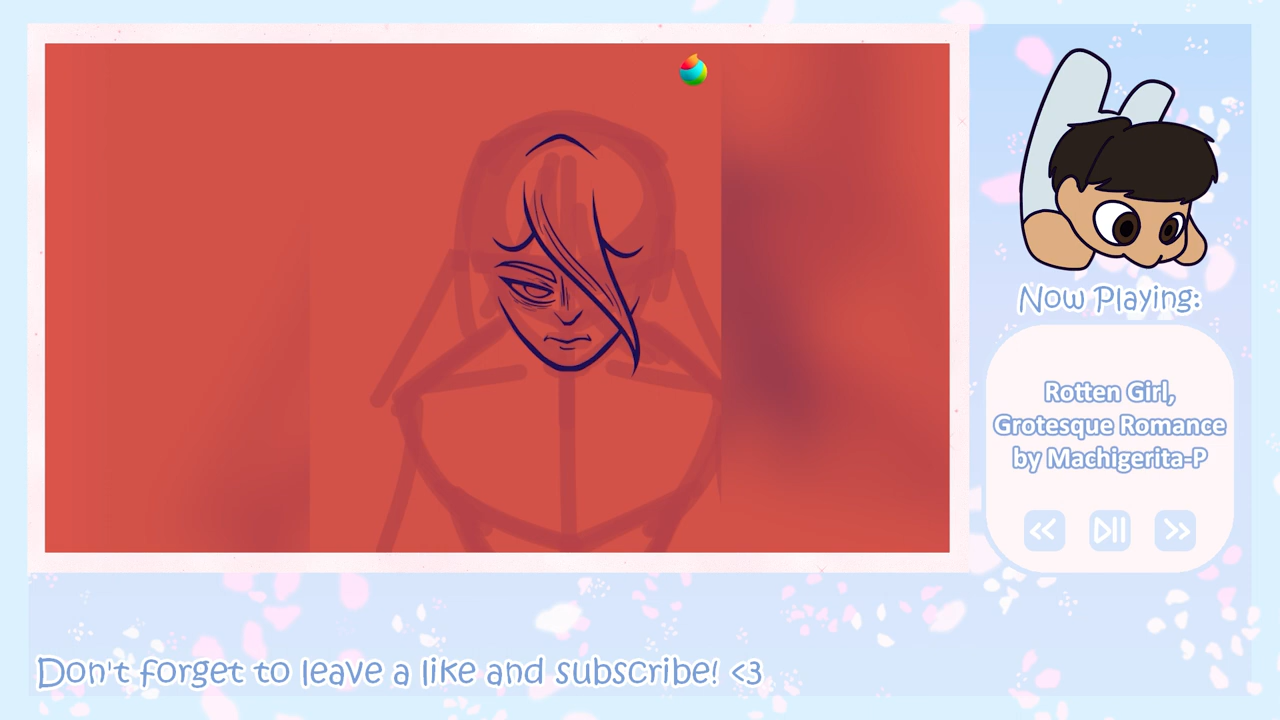 Now Playing:
Rotten Girl,
Grotesque Romance
by Machigerita-P
Don't forget to leave a like and subscribe! <3